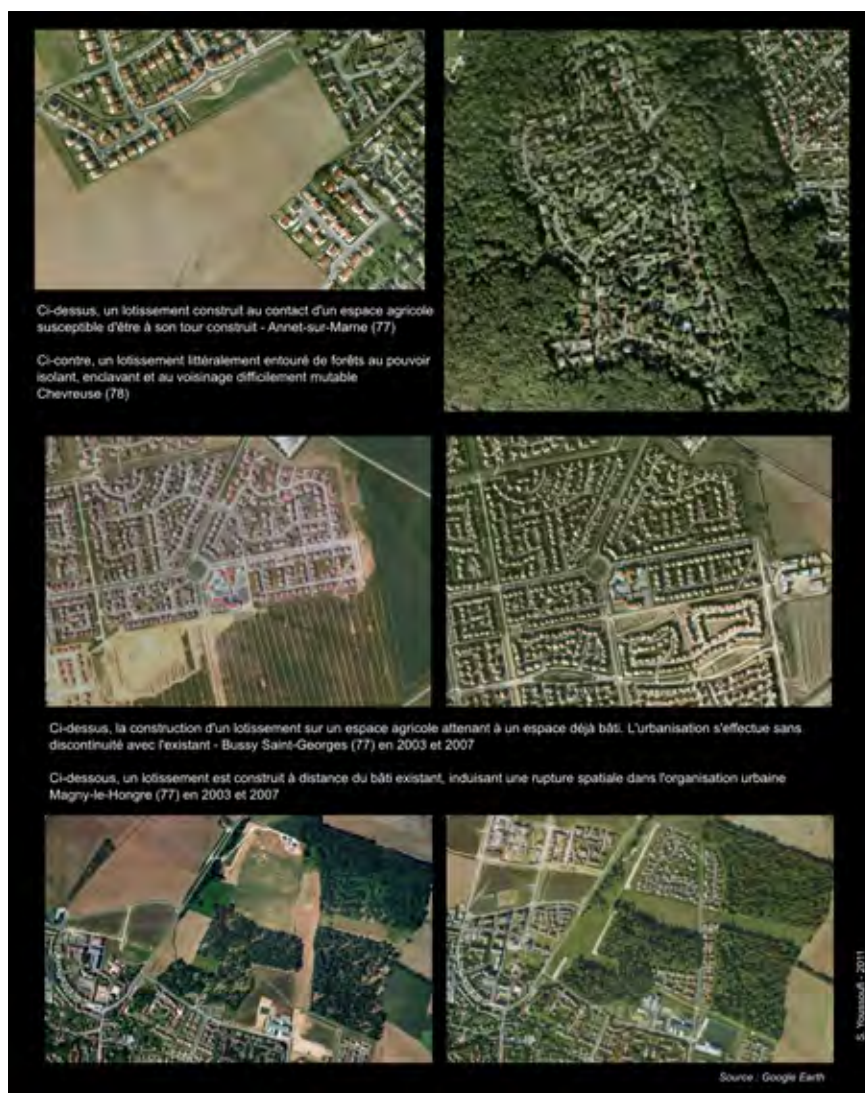 Ci-dessus, un lotissement construit au contact d'un espace agricole
susceptible d'être à son tour construit - Annet-sur-Marne (77)
Ci-contre, un lotissement littéralement entouré de forêts au pouvoir
isolant, enclavant et au voisinage difficilement mutable
Chevreuse (78)
Ci-dessus, la construction d'un lotissement sur un espace agricole attenant à un espace déjà bâti. L'urbanisation s'effectue sans
discontinuité avec l'existant - Bussy Saint-Georges (77) en 2003 et 2007
Ci-dessous, un lotissement est construit à distance du bâti existant, induisant une rupture spatiale dans l'organisation urbaine
Magny-le-Hongre (77) en 2003 et 2007
S. Youssoufi - 2011
Source : Google Earth